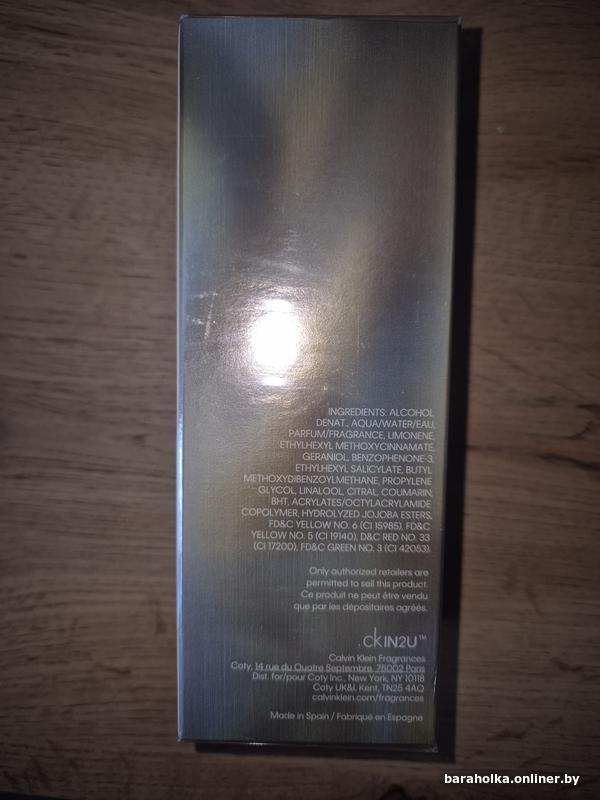 INGREDIENTS: ALCOHOL
DENAT., AQUA/WATER/EAU,
PARFUM/FRAGRANCE, LIMONENE,
ETHYLHEXYL METHOXYCINNAMATE,
GERANIOL, BENZOPHENONE-3,
ETHYLHEXYL SALICYLATE, BUTYL
METHOXYDIBENZOYLMETHANE, PROPYLENE
GLYCOL, LINALOOL, CITRAL, COUMARIN,
BHT, ACRYLATES/OCTYLACRYLAMIDE
COPOLYMER, HYDROLYZED JOJOBA ESTERS,
FD&C YELLOW NO. 6 (CI 15985), FD&C
YELLOW NO. 5 (CI 19140), D&C RED NO. 33
(CI 17200), FD&C GREEN NO. 3 (CI 42053).
Only authorized retailers are
permitted to sell this product.
Ce produit ne peut être vendu
que par les dépositaires agréés.
ckIN2U™
Calvin Klein Fragrances
Coty, 14 rue du Quatre Septembre, 75002 Paris
Dist. for/pour Coty Inc., New York, NY 10118
Coty UK&I, Kent, TN25 4AQ
calvinklein.com/fragrances
Made in Spain / Fabriqué en Espagne
baraholka.onliner.by